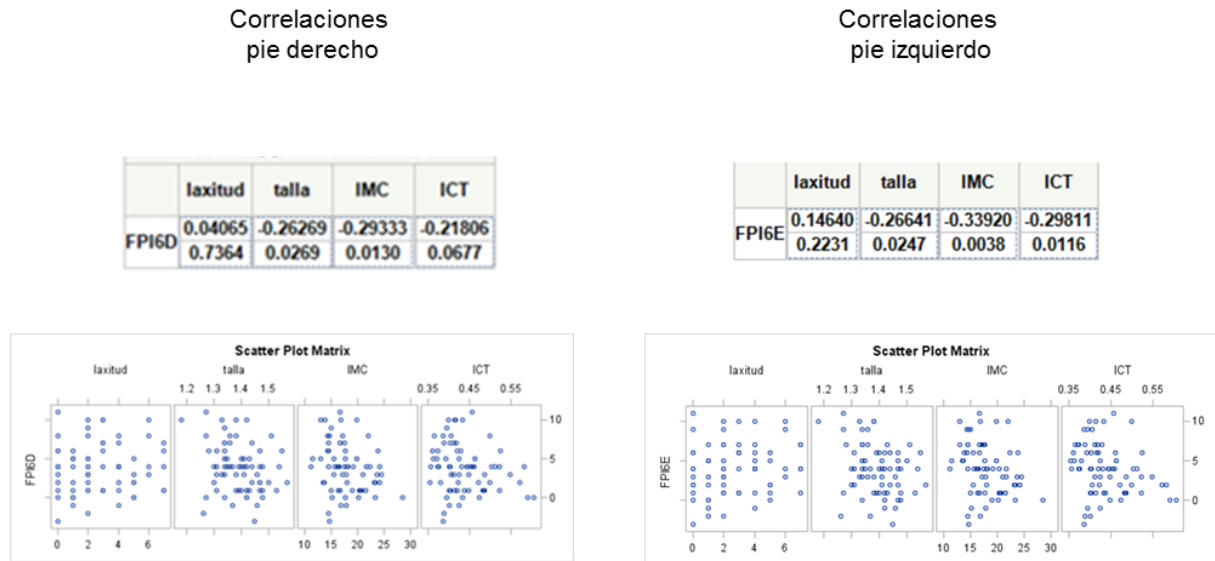 Correlaciones
pie derecho
laxitud talla IMC ICT
FPI6D
0.04065 -0.26269 -0.29333 -0.21806
0.7364 0.0269 0.0130 0.0677
Scatter Plot Matrix
laxitud talla IMC ICT
1.2 1.3 1.4 1.5 0.35 0.45 0.55
FPI6D
10
5
0
0 2 4 6 10 15 20 25 30
Correlaciones
pie izquierdo
laxitud talla IMC ICT
FPI6E
0.14640 -0.26641 -0.33920 -0.29811
0.2231 0.0247 0.0038 0.0116
Scatter Plot Matrix
laxitud talla IMC ICT
1.2 1.3 1.4 1.5 0.35 0.45 0.55
FPI6E
10
5
0
0 2 4 6 10 15 20 25 30